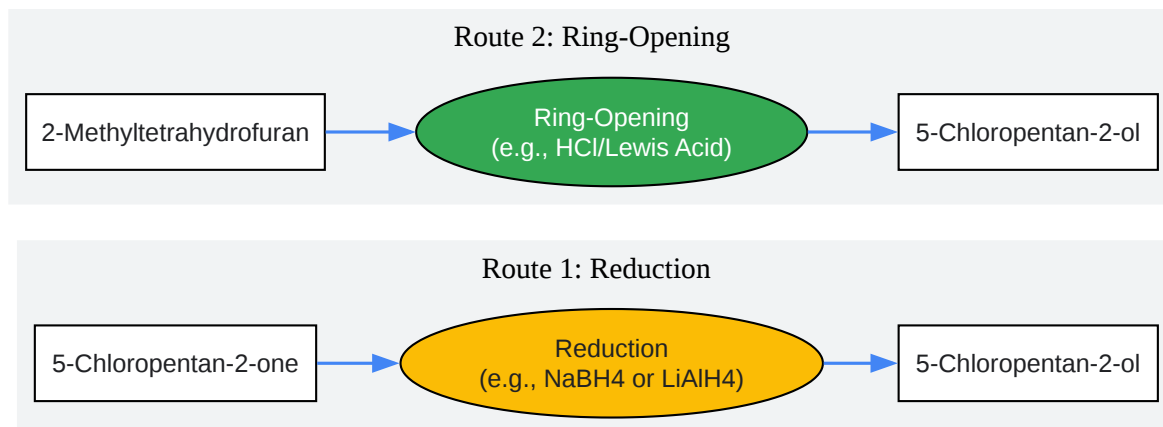 Route 2: Ring-Opening
2-Methyltetrahydrofuran
Ring-Opening
(e.g., HCl/Lewis Acid)
5-Chloropentan-2-ol
Route 1: Reduction
5-Chloropentan-2-one
Reduction
(e.g., NaBH4 or LiAlH4)
5-Chloropentan-2-ol